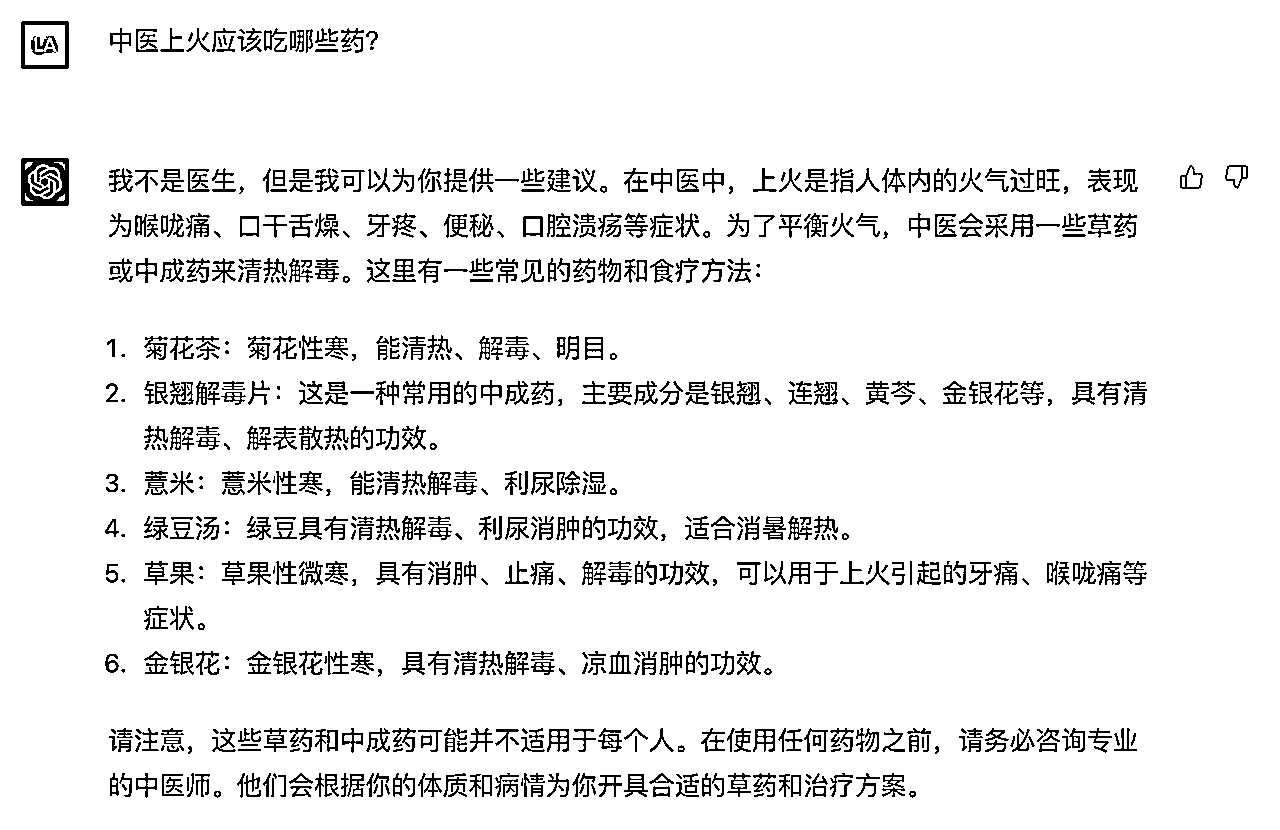 中医上火应该吃哪些药?
我不是医生，但是我可以为你提供一些建议。在中医中，上火是指人体内的火气过旺，表现
为喉咙痛、口干舌燥、牙疼、便秘、口腔溃疡等症状。为了平衡火气，中医会采用一些草药
或中成药来清热解毒。这里有一些常见的药物和食疗方法：
1. 菊花茶：菊花性寒，能清热、解毒、明目。
2. 银翘解毒片：这是一种常用的中成药，主要成分是银翘、连翘、黄芩、金银花等，具有清
热解毒、解表散热的功效。
3. 薏米：薏米性寒，能清热解毒、利尿除湿。
4. 绿豆汤：绿豆具有清热解毒、利尿消肿的功效，适合消暑解热。
5. 草果：草果性微寒，具有消肿、止痛、解毒的功效，可以用于上火引起的牙痛、喉咙痛等
症状。
6. 金银花：金银花性寒，具有清热解毒、凉血消肿的功效。
请注意，这些草药和中成药可能并不适用于每个人。在使用任何药物之前，请务必咨询专业
的中医师。他们会根据你的体质和病情为你开具合适的草药和治疗方案。